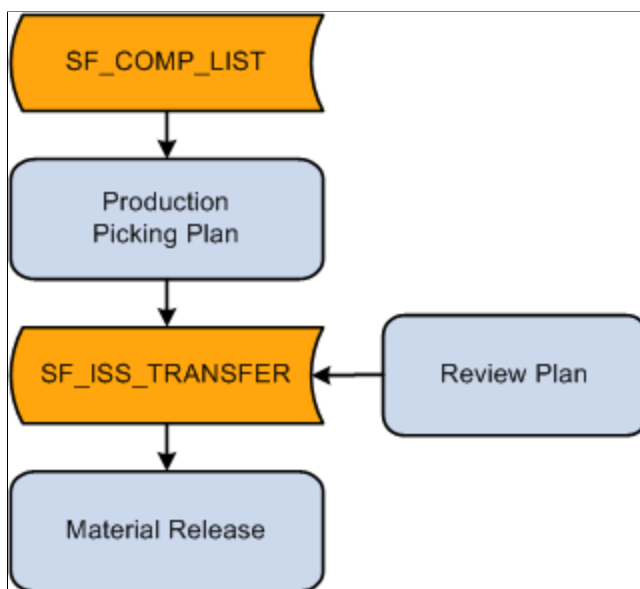 SF_COMP_LIST
Production
Picking Plan
SF_ISS_TRANSFER
Review Plan
Material Release